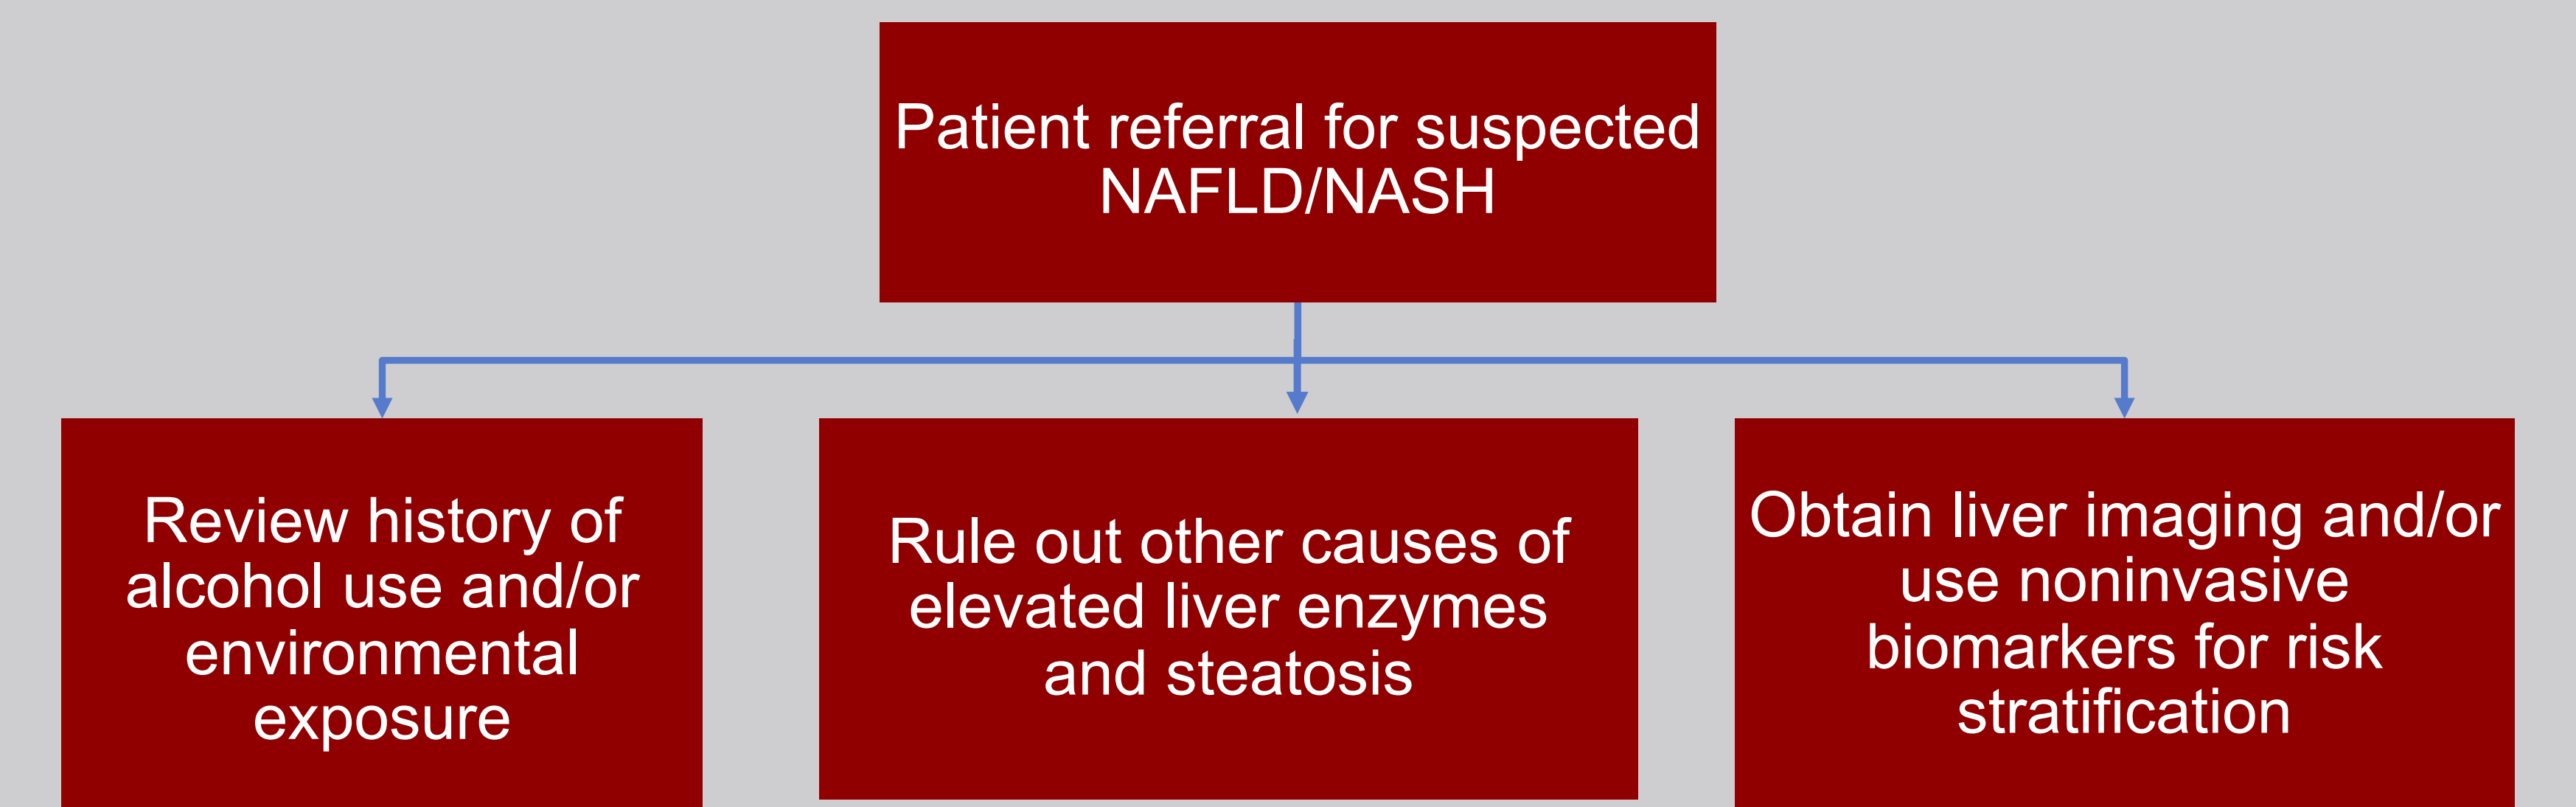 Patient referral for suspected
NAFLD/NASH
Review history of
alcohol use and/or
environmental
exposure
Rule out other causes of
elevated liver enzymes
and steatosis
Obtain liver imaging and/or
use noninvasive
biomarkers for risk
stratification